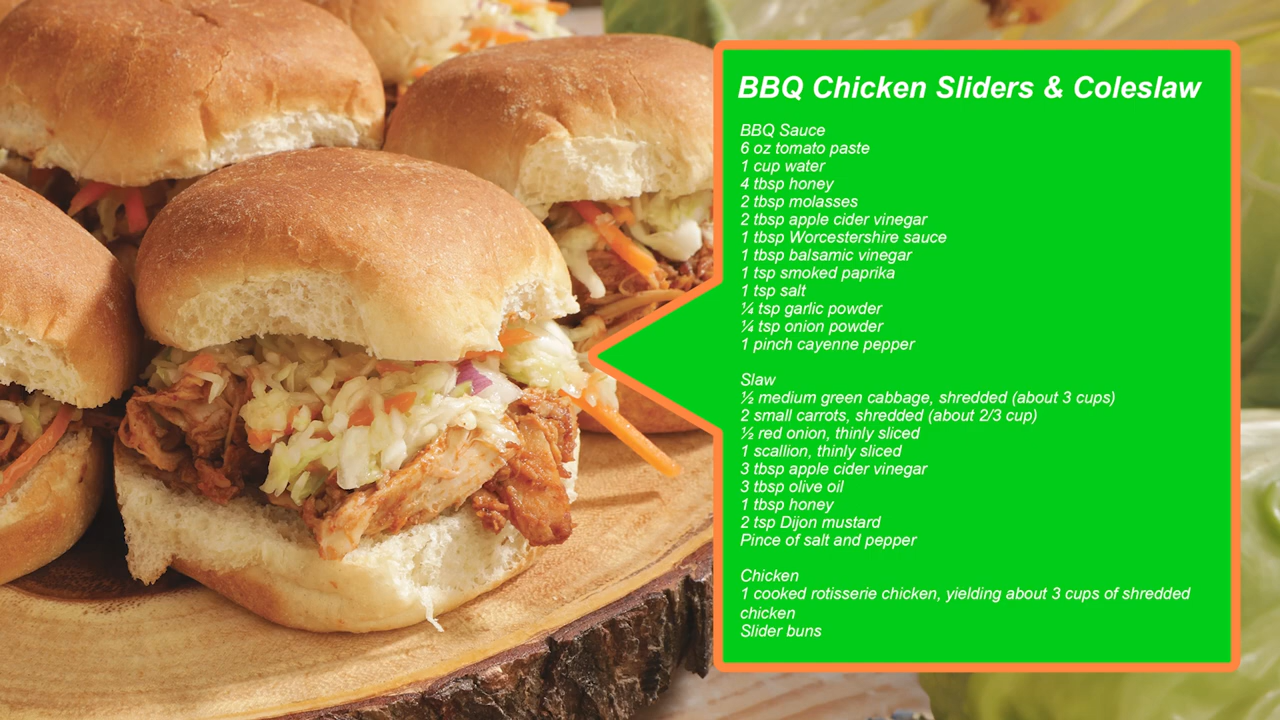 BBQ Chicken Sliders & Coleslaw
BBQ Sauce
6 oz tomato paste
1 cup water
4 tbsp honey
2 tbsp molasses
2 tbsp apple cider vinegar
1 tbsp Worcestershire sauce
1 tbsp balsamic vinegar
1 tsp smoked paprika
1 tsp salt
¼ tsp garlic powder
¼ tsp onion powder
1 pinch cayenne pepper
Slaw
½ medium green cabbage, shredded (about 3 cups)
2 small carrots, shredded (about 2/3 cup)
½ red onion, thinly sliced
1 scallion, thinly sliced
3 tbsp apple cider vinegar
3 tbsp olive oil
1 tbsp honey
2 tsp Dijon mustard
Pince of salt and pepper
Chicken
1 cooked rotisserie chicken, yielding about 3 cups of shredded
chicken
Slider buns